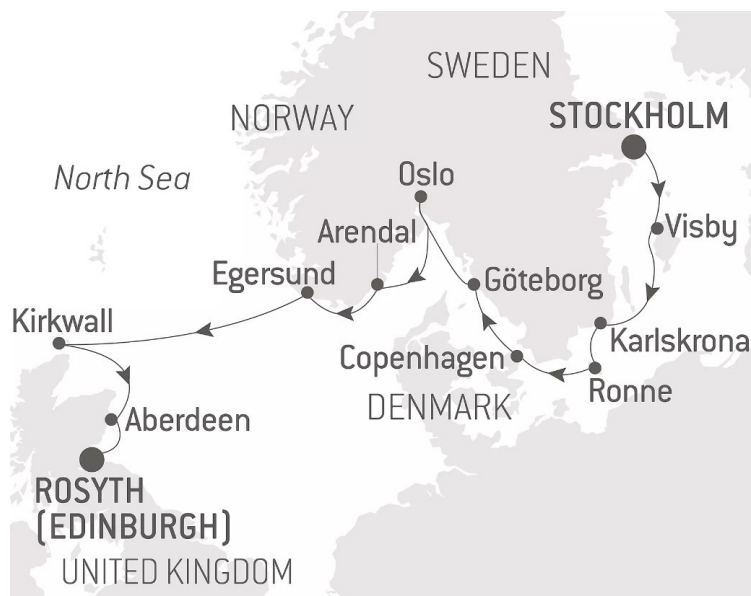 SWEDEN
NORWAY
STOCKHOLM
North Sea
Oslo
Arendal
Visby
Egersund
Göteborg
Kirkwall
Karlskrona
Copenhagen
Ronne
DENMARK
Aberdeen
ROSYTH
(EDINBURGH)
UNITED KINGDOM